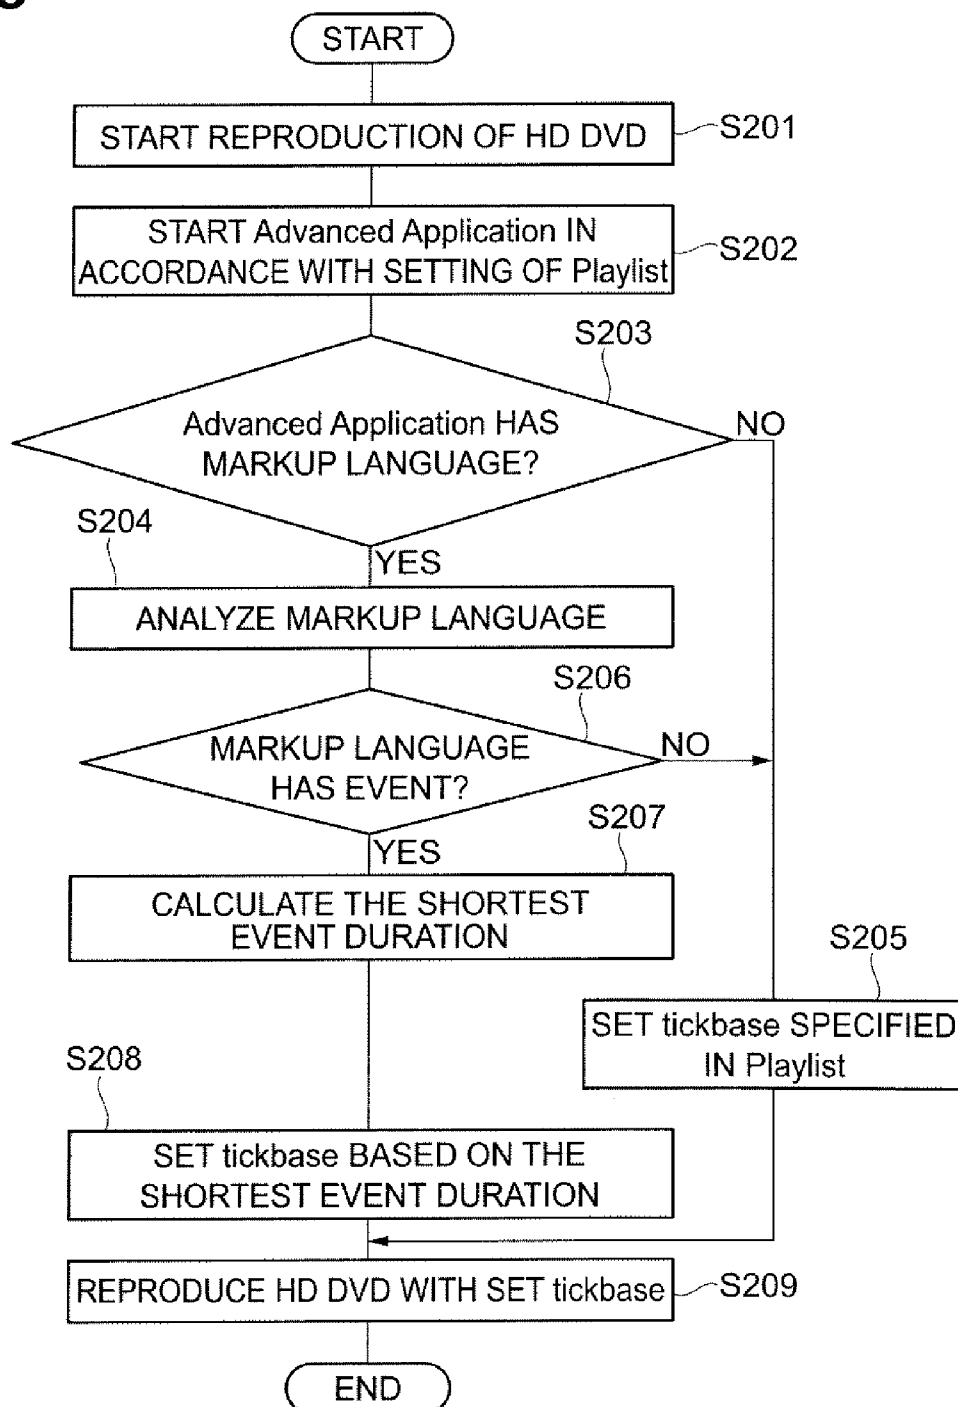 START
START REPRODUCTION OF HD DVD
S201
START Advanced Application IN
ACCORDANCE WITH SETTING OF Playlist
S202
S203
Advanced Application HAS
MARKUP LANGUAGE?
NO
S204
YES
ANALYZE MARKUP LANGUAGE
S206
MARKUP LANGUAGE
HAS EVENT?
NO
S207
YES
CALCULATE THE SHORTEST
EVENT DURATION
S205
SET tickbase SPECIFIED
IN Playlist
S208
SET tickbase BASED ON THE
SHORTEST EVENT DURATION
REPRODUCE HD DVD WITH SET tickbase
S209
END